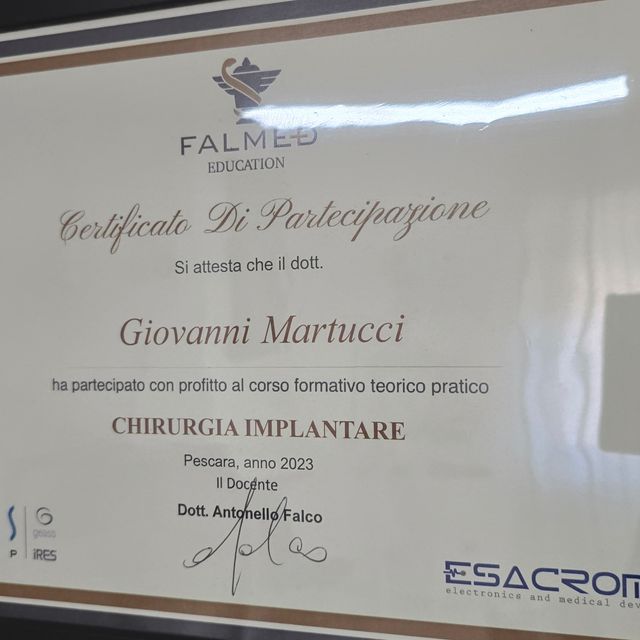 FALMED
EDUCATION
Certificato Di Partecipazione
Si attesta che il dott.
Giovanni Martucci
ha partecipato con profitto al corso formativo teorico pratico
CHIRURGIA IMPLANTARE
Pescara, anno 2023
Il Docente
Dott. Antonello Falco
geass
P iRES
ESACROM
electronics and medical dev